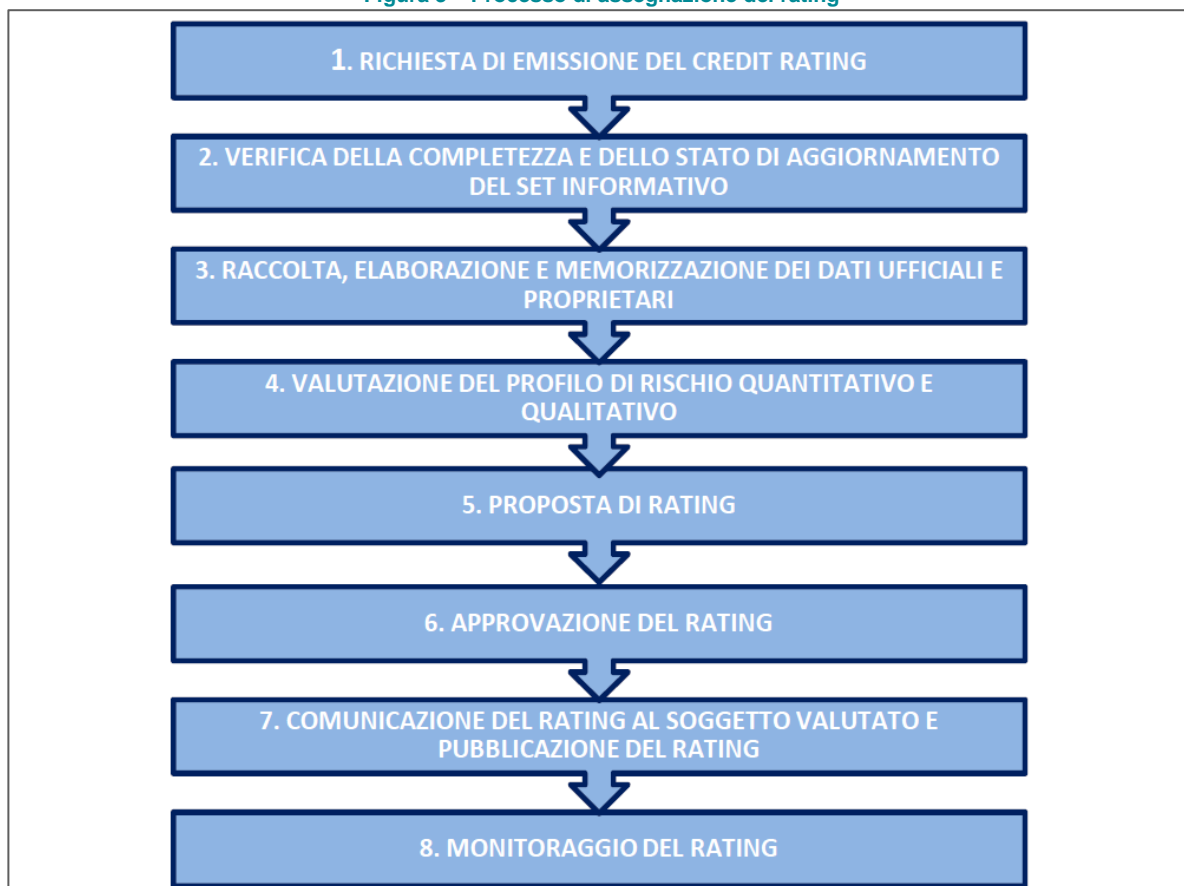 1. RICHIESTA DI EMISSIONE DEL CREDIT RATING
2. VERIFICA DELLA COMPLETEZZA E DELLO STATO DI AGGIORNAMENTO
DEL SET INFORMATIVO
3. RACCOLTA, ELABORAZIONE E MEMORIZZAZIONE DEI DATI UFFICIALI E
PROPRIETARI
4. VALUTAZIONE DEL PROFILO DI RISCHIO QUANTITATIVO E
QUALITATIVO
5. PROPOSTA DI RATING
6. APPROVAZIONE DEL RATING
7. COMUNICAZIONE DEL RATING AL SOGGETTO VALUTATO E
PUBBLICAZIONE DEL RATING
8. MONITORAGGIO DEL RATING